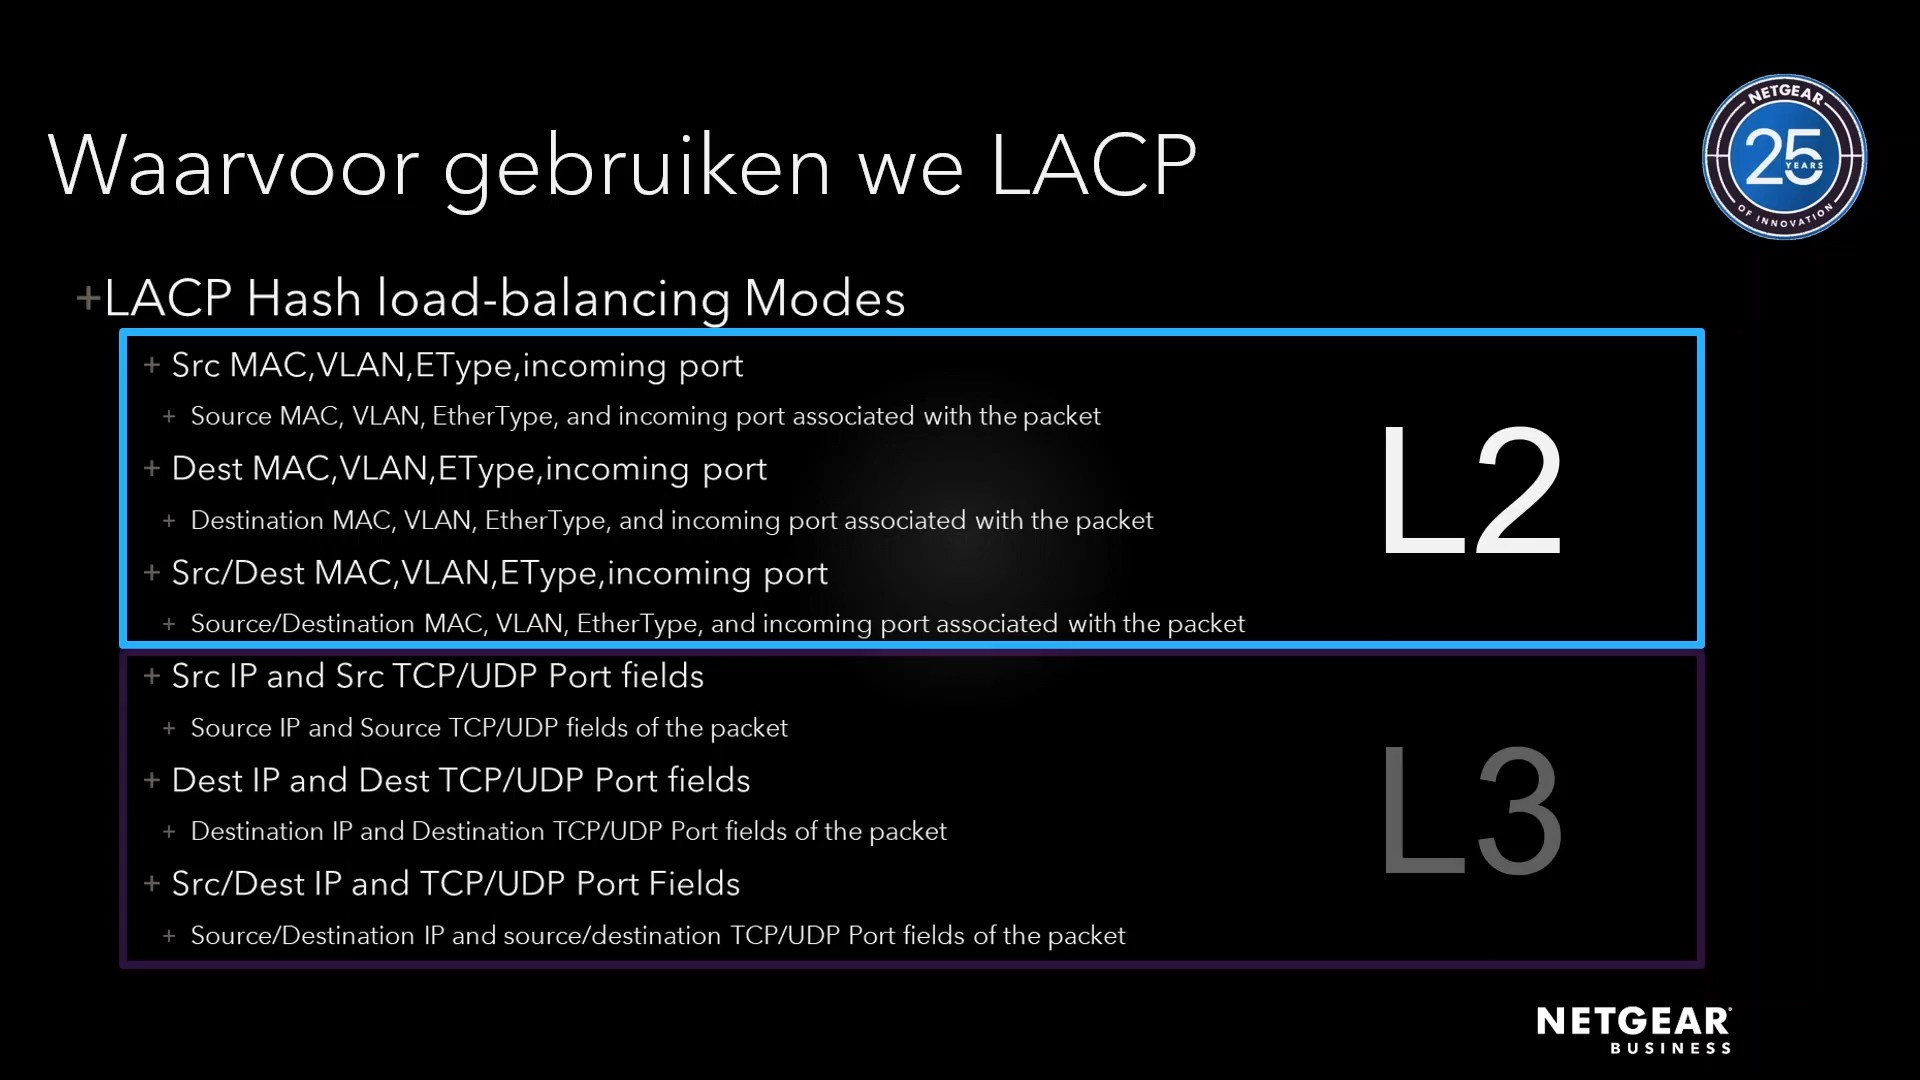 NETGEAR
25
YEARS
OF INNOVATION
Waarvoor gebruiken we LACP
+LACP Hash load-balancing Modes
+ Src MAC,VLAN,EType,incoming port
+ Source MAC, VLAN, EtherType, and incoming port associated with the packet
+ Dest MAC,VLAN,EType,incoming port
+ Destination MAC, VLAN, EtherType, and incoming port associated with the packet
+ Src/Dest MAC,VLAN,EType,incoming port
+ Source/Destination MAC, VLAN, EtherType, and incoming port associated with the packet
L2
+ Src IP and Src TCP/UDP Port fields
+ Source IP and Source TCP/UDP fields of the packet
+ Dest IP and Dest TCP/UDP Port fields
+ Destination IP and Destination TCP/UDP Port fields of the packet
+ Src/Dest IP and TCP/UDP Port Fields
+ Source/Destination IP and source/destination TCP/UDP Port fields of the packet
L3
NETGEAR
BUSINESS